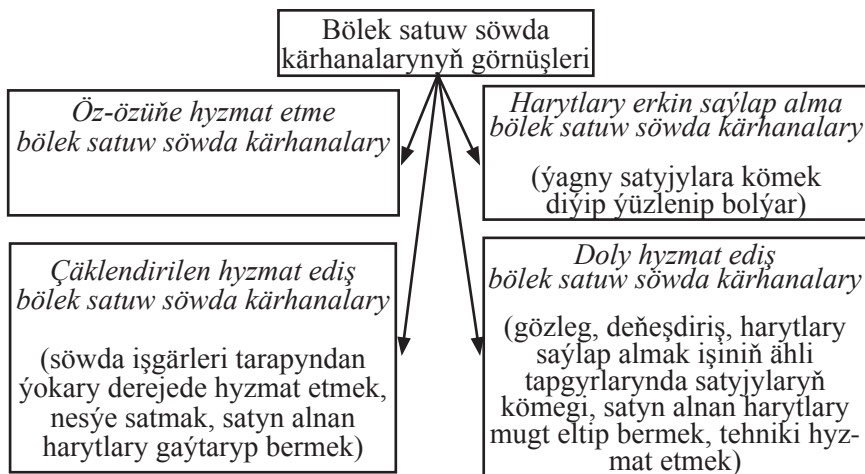 Bölek satuw söwda
kärhanalarynyň görnüşleri
Öz-özüňe hyzmat etme
bölek satuw söwda kärhanalary
Harytlary erkin saýlap alma
bölek satuw söwda kärhanalary
(ýagny satyjylara kömek
diýip ýüzlenip bolýar)
Çäklendirilen hyzmat ediş
bölek satuw söwda kärhanalary
(söwda işgärleri tarapyndan
ýokary derejede hyzmat etmek,
nesýe satmak, satyn alnan
harytlary gaýtaryp bermek)
Doly hyzmat ediş
bölek satuw söwda kärhanalary
(gözleg, deňeşdiriş, harytlary
saýlap almak işiniň ähli
tapgyrlarynda satyjylaryň
kömegi, satyn alnan harytlary
mugt eltip bermek, tehniki hyz-
mat etmek)